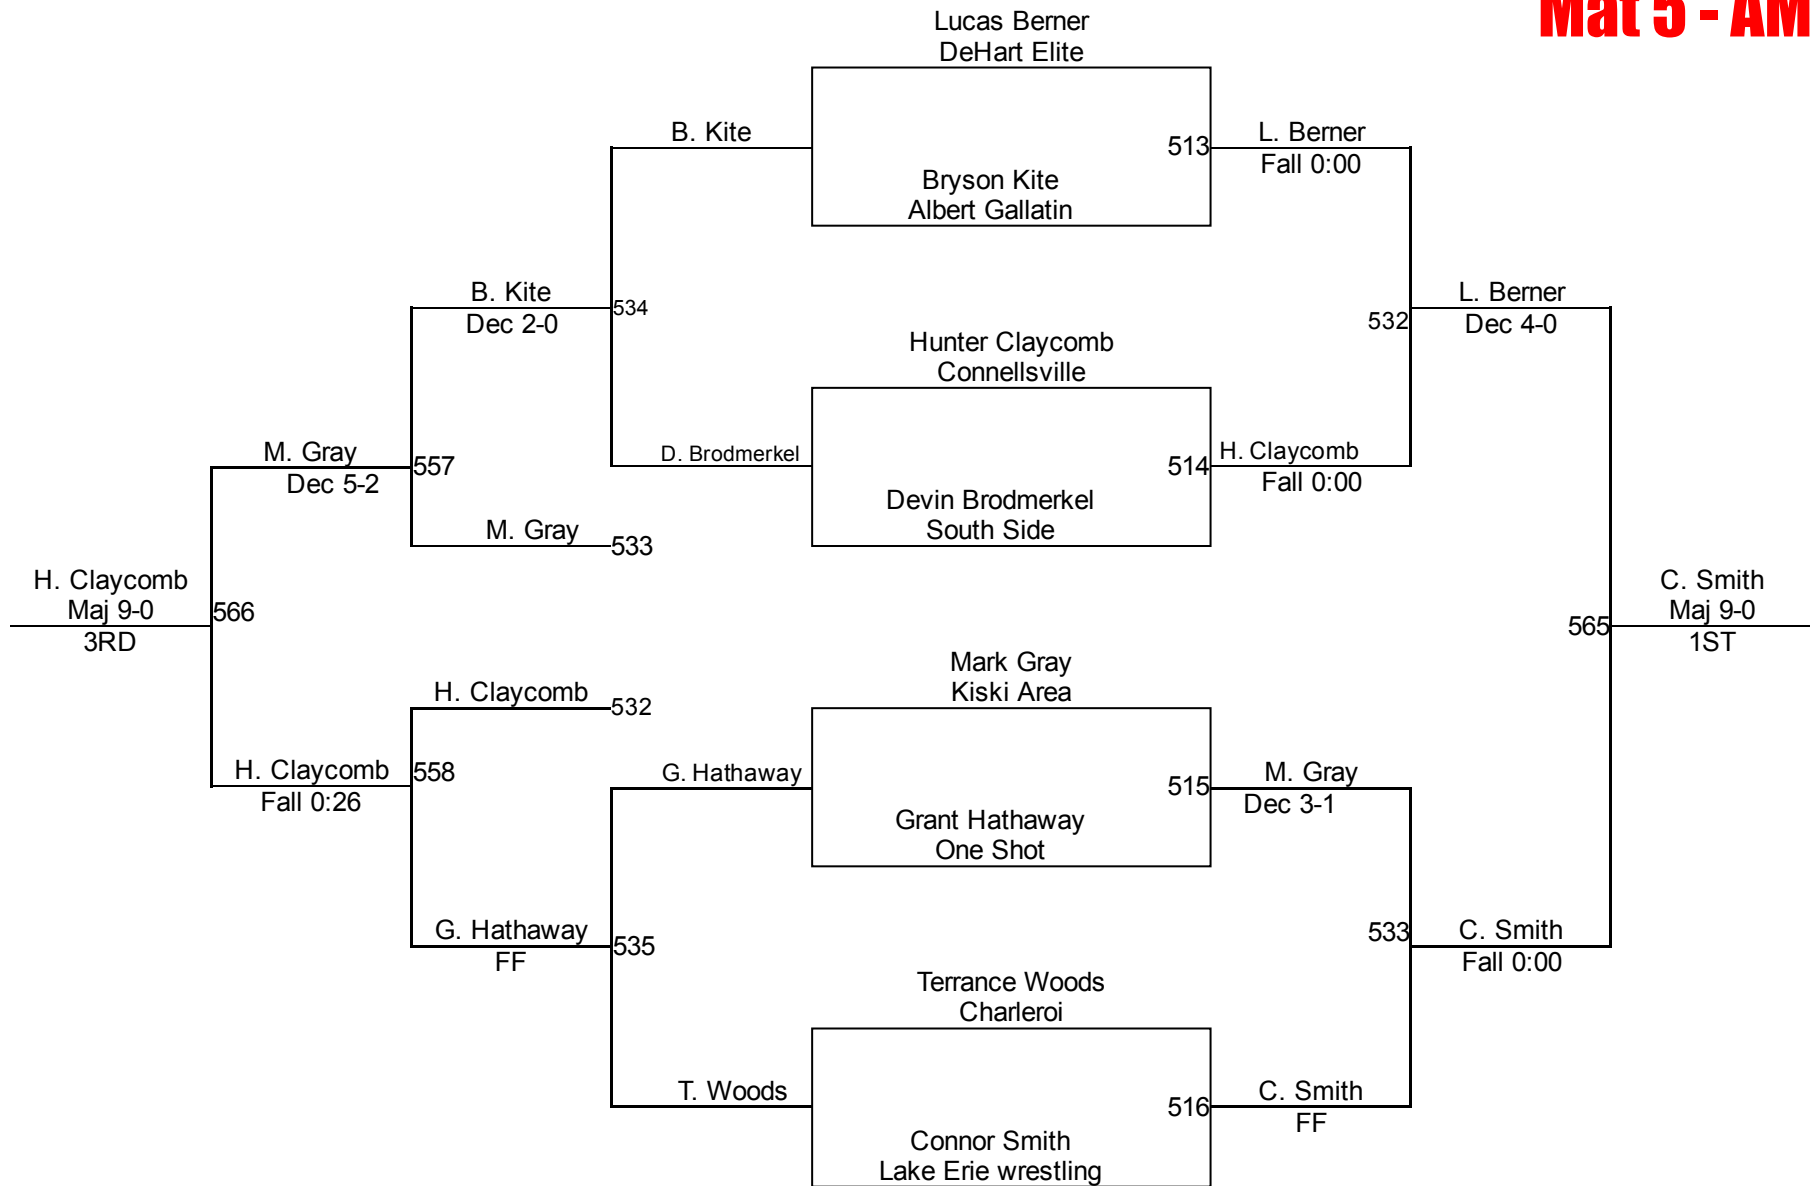 Mat 5 - AM
Lucas Berner
DeHart Elite
B. Kite
513
L. Berner
Fall 0:00
Bryson Kite
Albert Gallatin
B. Kite
Dec 2-0
534
532
L. Berner
Dec 4-0
Hunter Claycomb
Connellsville
M. Gray
Dec 5-2
557
D. Brodmerkel
514
H. Claycomb
Fall 0:00
Devin Brodmerkel
South Side
M. Gray
533
H. Claycomb
Maj 9-0
3RD
566
565
C. Smith
Maj 9-0
1ST
H. Claycomb
532
Mark Gray
Kiski Area
H. Claycomb
Fall 0:26
558
G. Hathaway
515
M. Gray
Dec 3-1
Grant Hathaway
One Shot
G. Hathaway
FF
535
533
C. Smith
Fall 0:00
Terrance Woods
Charleroi
T. Woods
516
C. Smith
FF
Connor Smith
Lake Erie wrestling